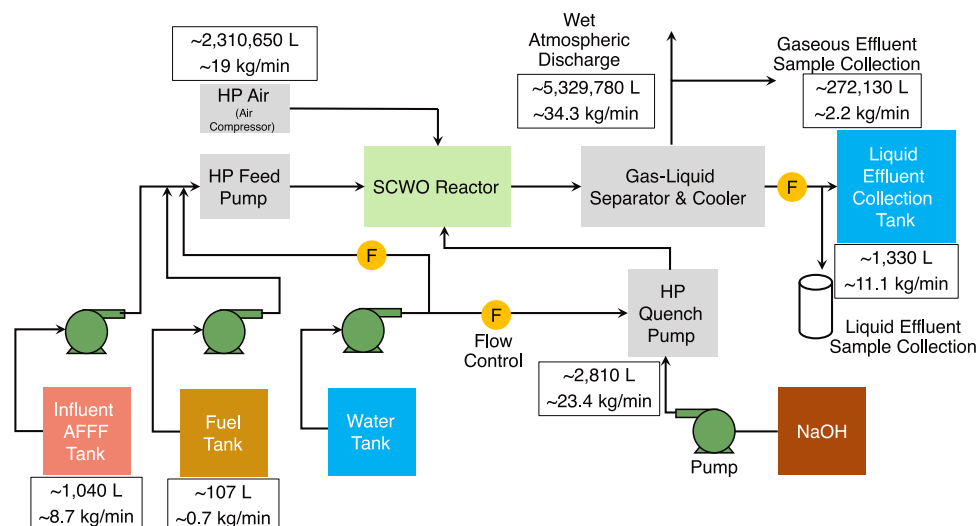 ~2,310,650 L
~19 kg/min
HP Air
(Air
Compressor)
Wet
Atmospheric
Discharge
~5,329,780 L
~34.3 kg/min
Gaseous Effluent
Sample Collection
~272,130 L
~2.2 kg/min
HP Feed
Pump
SCWO Reactor
Gas-Liquid
Separator & Cooler
F
Liquid
Effluent
Collection
Tank
~1,330 L
~11.1 kg/min
Liquid Effluent
Sample Collection
F
F
Flow
Control
HP
Quench
Pump
~2,810 L
~23.4 kg/min
Influent
AFFF
Tank
~1,040 L
~8.7 kg/min
Fuel
Tank
~107 L
~0.7 kg/min
Water
Tank
Pump
NaOH